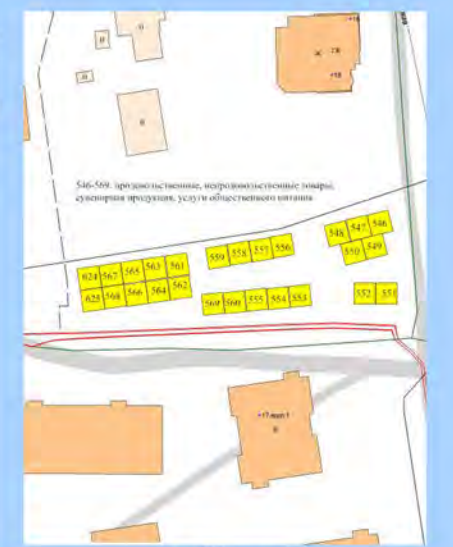 546-569. продовольственные, непродовольственные товары,
сувенирная продукция, услуги общественного питания
548 547 546
550 549
559 558 557 556
624 567 565 563 561
625 568 566 564 562
569 560 555 554 553
552 551